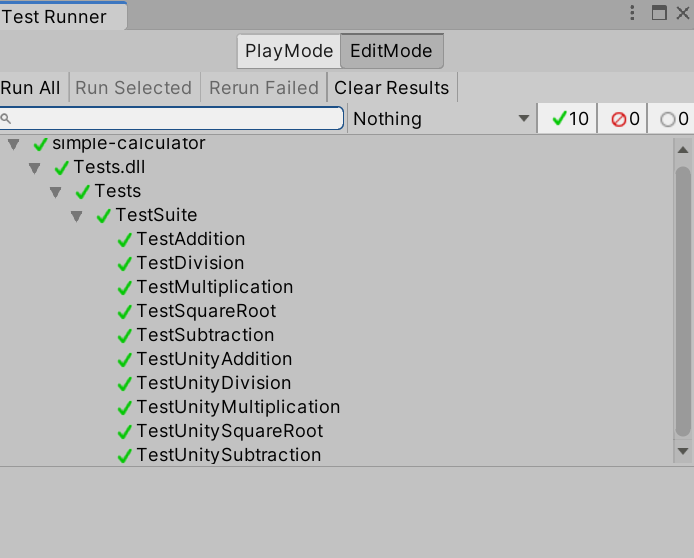 Test Runner
PlayMode EditMode
Run All Run Selected Rerun Failed Clear Results
Nothing 10 0 0
simple-calculator
Tests.dll
Tests
TestSuite
TestAddition
TestDivision
TestMultiplication
TestSquareRoot
TestSubtraction
TestUnityAddition
TestUnityDivision
TestUnityMultiplication
TestUnitySquareRoot
TestUnitySubtraction